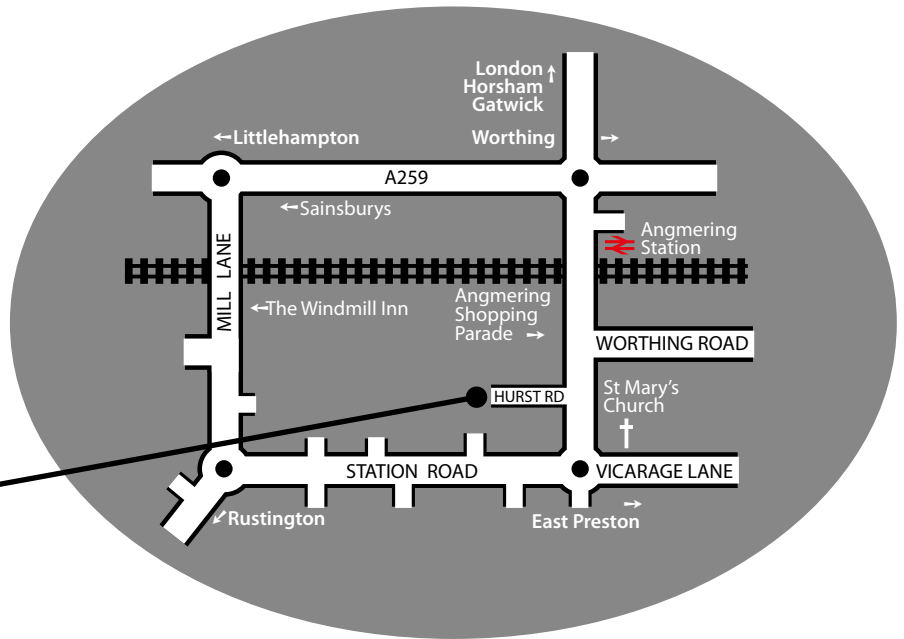 London
Horsham
Gatwick
Littlehampton
Worthing
A259
Sainsburys
Angmering
Station
MILL LANE
The Windmill Inn
Angmering
Shopping
Parade
WORTHING ROAD
HURST RD
St Mary's
Church
STATION ROAD
VICARAGE LANE
Rustington
East Preston